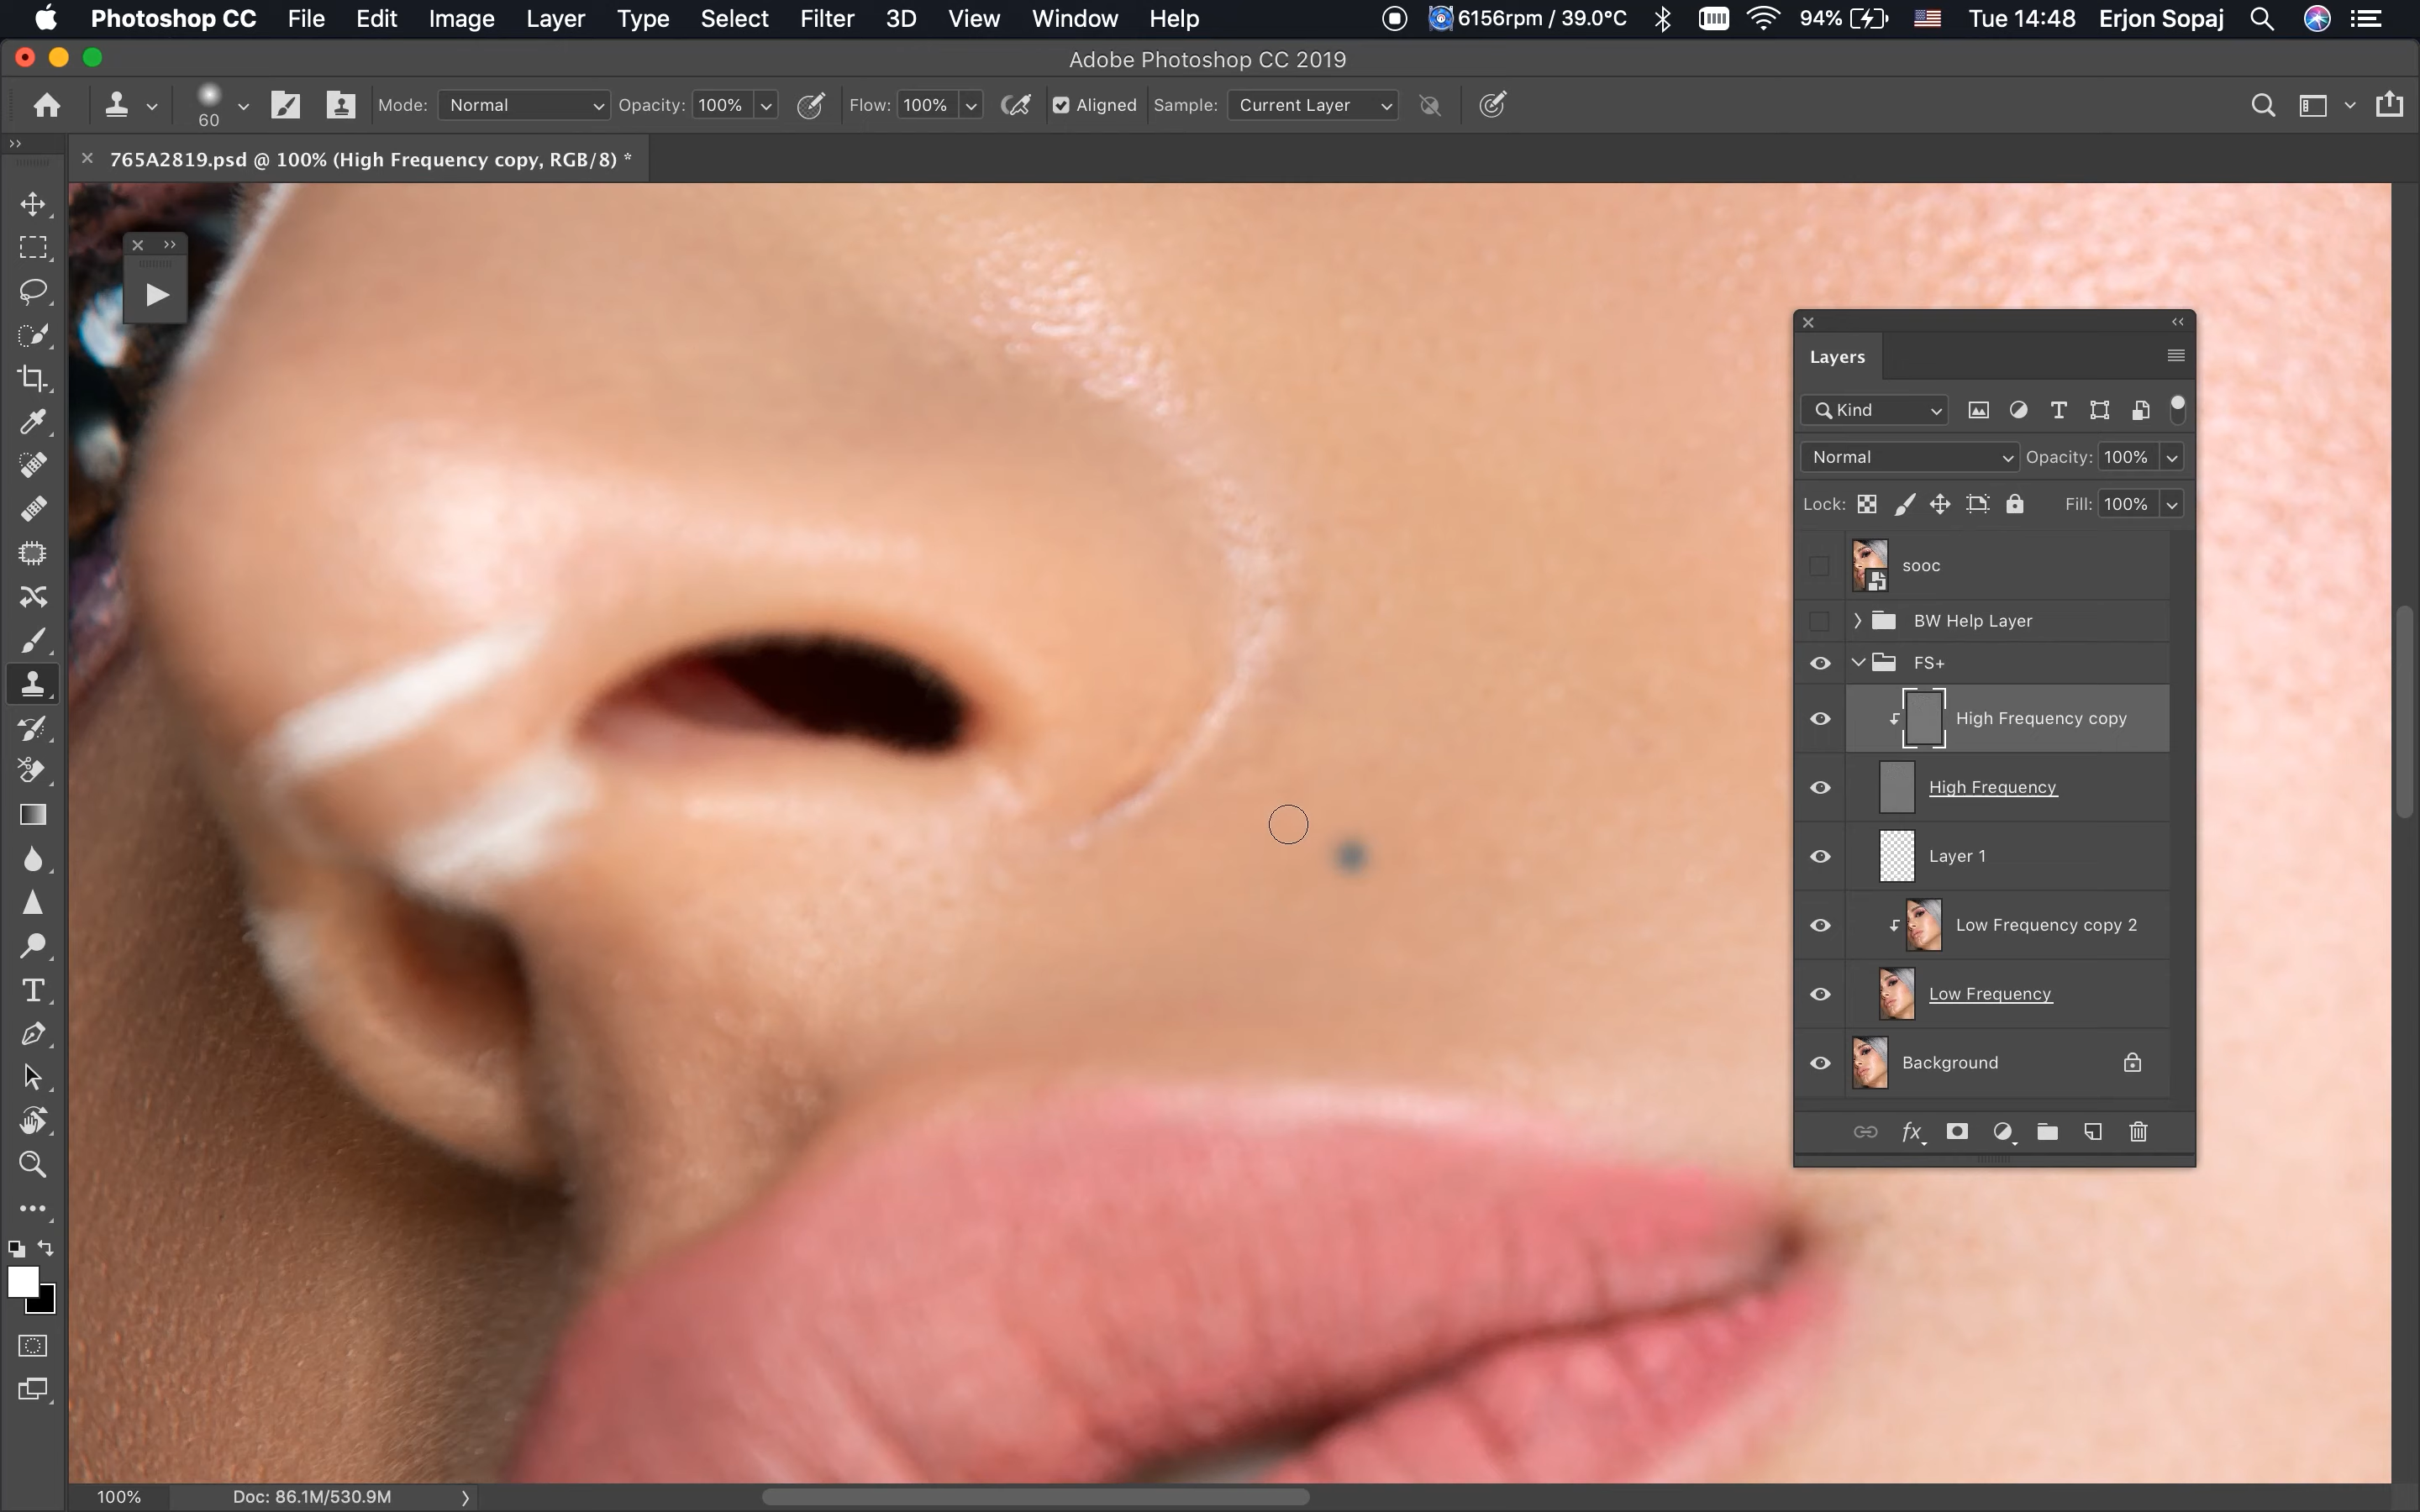 Photoshop CC File Edit Image Layer Type Select Filter 3D View Window Help 6156rpm / 39.0°C 94% Tue 14:48 Erjon Sopaj
Adobe Photoshop CC 2019
60 Mode: Normal Opacity: 100% Flow: 100% Aligned Sample: Current Layer
765A2819.psd @ 100% (High Frequency copy, RGB/8) *
Layers
Kind
Normal Opacity: 100%
Lock: Fill: 100%
sooc
BW Help Layer
FS+
High Frequency copy
High Frequency
Layer 1
Low Frequency copy 2
Low Frequency
Background
fx
100% Doc: 86.1M/530.9M